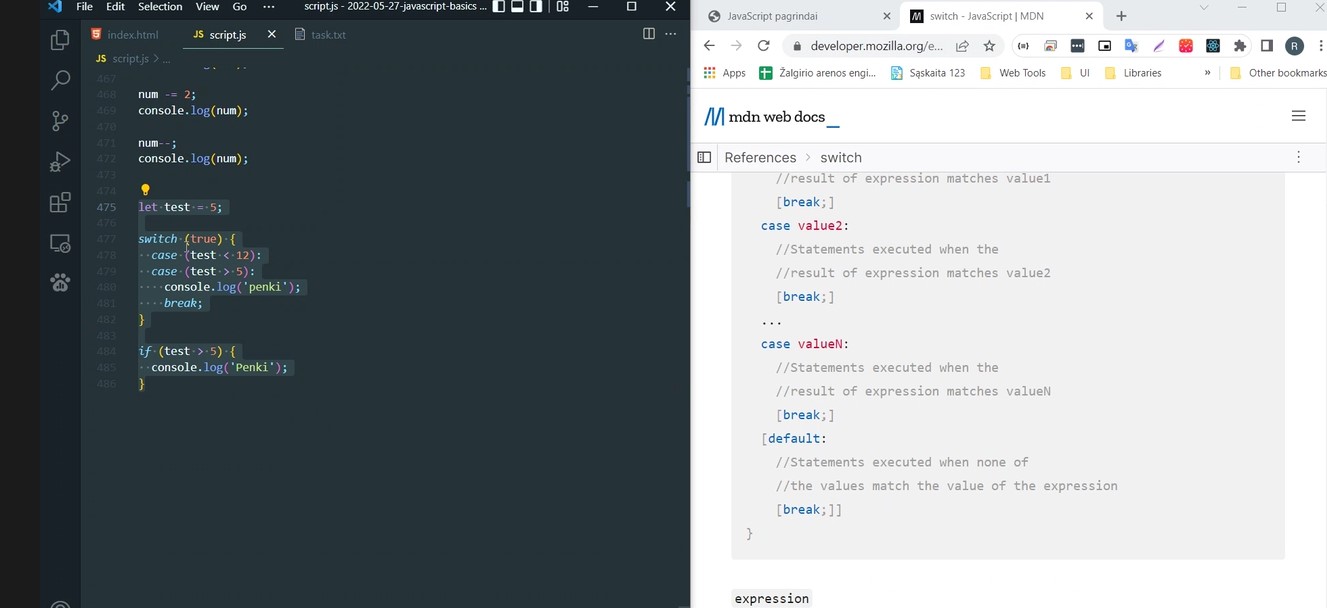 File Edit Selection View Go ··· script.js - 2022-05-27-javascript-basics ...
index.html
JS script.js
task.txt
JS script.js > ...
467
468 num -= 2;
469 console.log(num);
470
471 num--;
472 console.log(num);
473
474
475 let test = 5;
476
477 switch (true) {
478 case (test < 12):
479 case (test > 5):
480 console.log('penki');
481 break;
482 }
483
484 if (test > 5) {
485 console.log('Penki');
486 }
JavaScript pagrindai
switch - JavaScript | MDN
developer.mozilla.org/e...
R
Apps
Žalgirio arenos engi...
Sąskaita 123
Web Tools
UI
Libraries
»
Other bookmarks
mdn web docs_
References > switch
//result of expression matches value1
[break;]
case value2:
//Statements executed when the
//result of expression matches value2
[break;]
...
case valueN:
//Statements executed when the
//result of expression matches valueN
[break;]
[default:
//Statements executed when none of
//the values match the value of the expression
[break;]]
}
expression